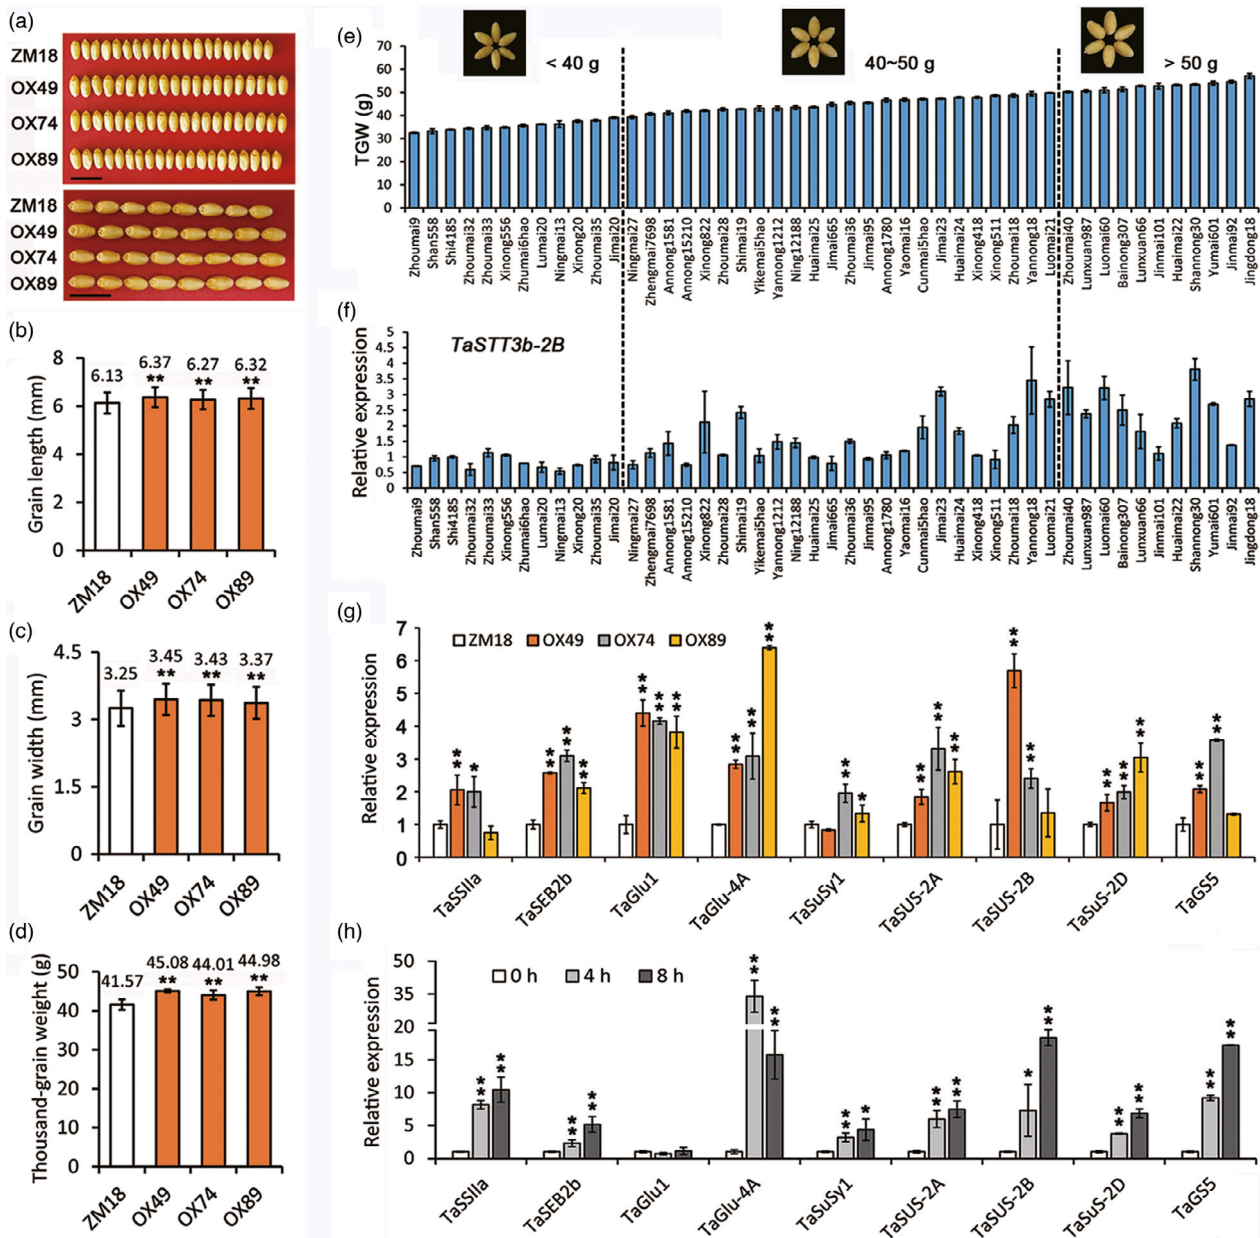 (a)
ZM18
OX49
OX74
OX89
ZM18
OX49
OX74
OX89
(b)
Grain length (mm)
8
6
4
2
0
6.13
6.37
6.27
6.32
**
**
**
ZM18
OX49
OX74
OX89
(c)
Grain width (mm)
4.5
3
1.5
0
3.25
3.45
3.43
3.37
**
**
**
ZM18
OX49
OX74
OX89
(d)
Thousand-grain weight (g)
50
40
30
20
10
0
41.57
45.08
44.01
44.98
**
**
**
ZM18
OX49
OX74
OX89
(e)
< 40 g
40~50 g
> 50 g
TGW (g)
70
60
50
40
30
20
10
0
Zhoumai9
Shan558
Shi4185
Zhoumai32
Zhoumai33
Xinong556
Zhumai6hao
Lumai20
Ningmai13
Xinong20
Zhoumai35
Jimai20
Ningmai27
Zhengmai7698
Annong1581
Annong15210
Xinong822
Zhoumai28
Shimai19
Yikemai5hao
Yannong1212
Ning12188
Huaimai25
Jimai665
Zhoumai36
Jinmai95
Annong1780
Yaomai16
Cunmai5hao
Jimai23
Huaimai24
Xinong418
Xinong511
Zhoumai18
Yannong18
Luomai21
Zhoumai40
Lunxuan987
Luomai60
Bainong307
Lunxuan66
Jinmai101
Huaimai22
Shannong30
Yumai601
Jinmai92
Jingdong18
(f)
TaSTT3b-2B
Relative expression
5
4.5
4
3.5
3
2.5
2
1.5
1
0.5
0
Zhoumai9
Shan558
Shi4185
Zhoumai32
Zhoumai33
Xinong556
Zhumai6hao
Lumai20
Ningmai13
Xinong20
Zhoumai35
Jimai20
Ningmai27
Zhengmai7698
Annong1581
Annong15210
Xinong822
Zhoumai28
Shimai19
Yikemai5hao
Yannong1212
Ning12188
Huaimai25
Jimai665
Zhoumai36
Jinmai95
Annong1780
Yaomai16
Cunmai5hao
Jimai23
Huaimai24
Xinong418
Xinong511
Zhoumai18
Yannong18
Luomai21
Zhoumai40
Lunxuan987
Luomai60
Bainong307
Lunxuan66
Jinmai101
Huaimai22
Shannong30
Yumai601
Jinmai92
Jingdong18
(g)
ZM18 OX49 OX74 OX89
Relative expression
7
6
5
4
3
2
1
0
** *
** ** **
** ** **
** ** **
** *
** ** **
** **
** ** **
** **
TaSSIIa
TaSEB2b
TaGlu1
TaGlu-4A
TaSuSy1
TaSUS-2A
TaSUS-2B
TaSuS-2D
TaGS5
(h)
0 h 4 h 8 h
Relative expression
50
35
20
15
10
5
0
** **
** **
** **
** *
** **
* **
** **
** **
TaSSIIa
TaSEB2b
TaGlu1
TaGlu-4A
TaSuSy1
TaSUS-2A
TaSUS-2B
TaSuS-2D
TaGS5